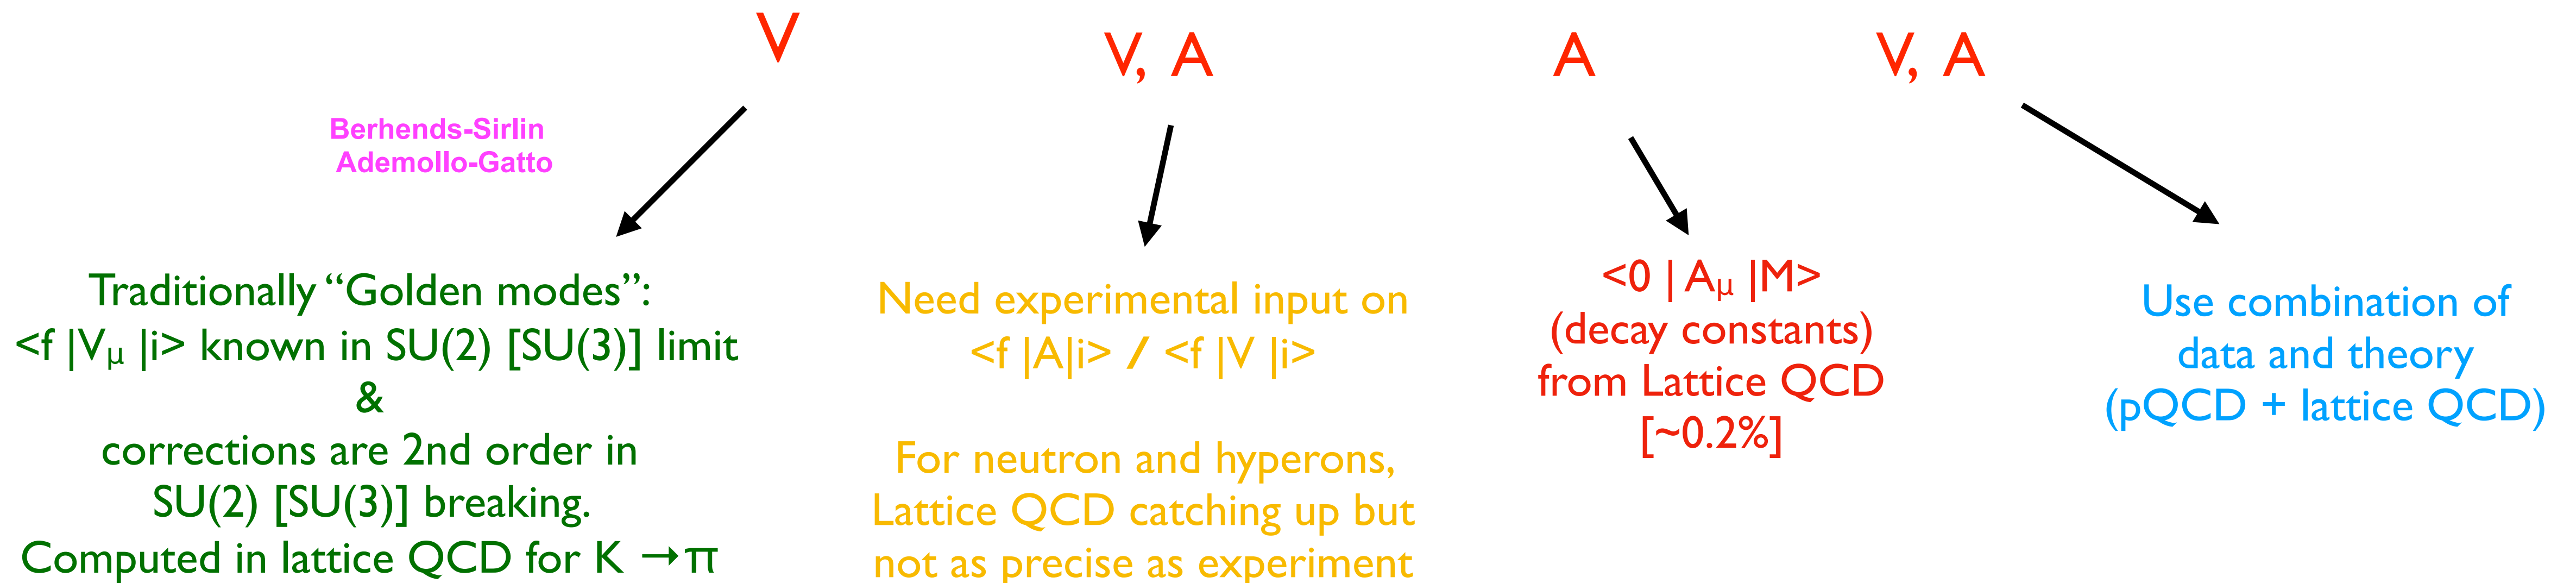 V
V, A
A
V, A
Berhends-Sirlin
Ademollo-Gatto
Traditionally “Golden modes”:
<f |Vμ |i> known in SU(2) [SU(3)] limit
&
corrections are 2nd order in
SU(2) [SU(3)] breaking.
Computed in lattice QCD for K →π
Need experimental input on
<f |A|i> / <f |V |i>
For neutron and hyperons,
Lattice QCD catching up but
not as precise as experiment
<0 | Aμ |M>
(decay constants)
from Lattice QCD
[~0.2%]
Use combination of
data and theory
(pQCD + lattice QCD)